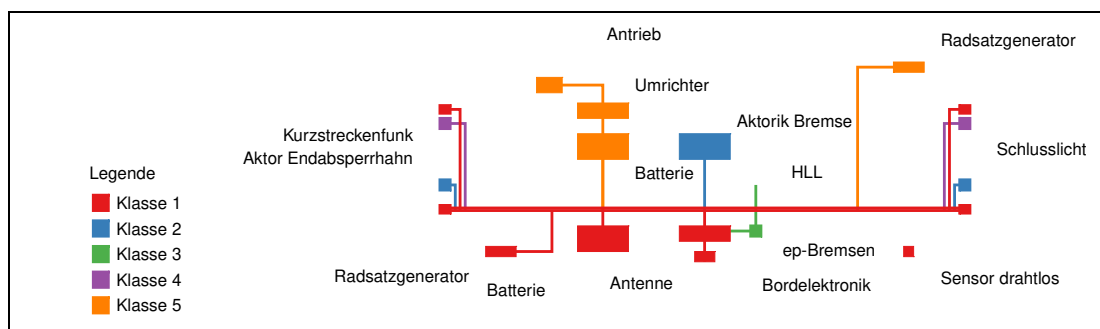 Antrieb
Radsatzgenerator
Umrichter
Aktorik Bremse
Kurzstreckenfunk
Aktor Endabsperrhahn
Schlusslicht
Batterie
HLL
Legende
Klasse 1
Klasse 2
Klasse 3
Klasse 4
Klasse 5
ep-Bremsen
Radsatzgenerator
Batterie
Antenne
Bordelektronik
Sensor drahtlos